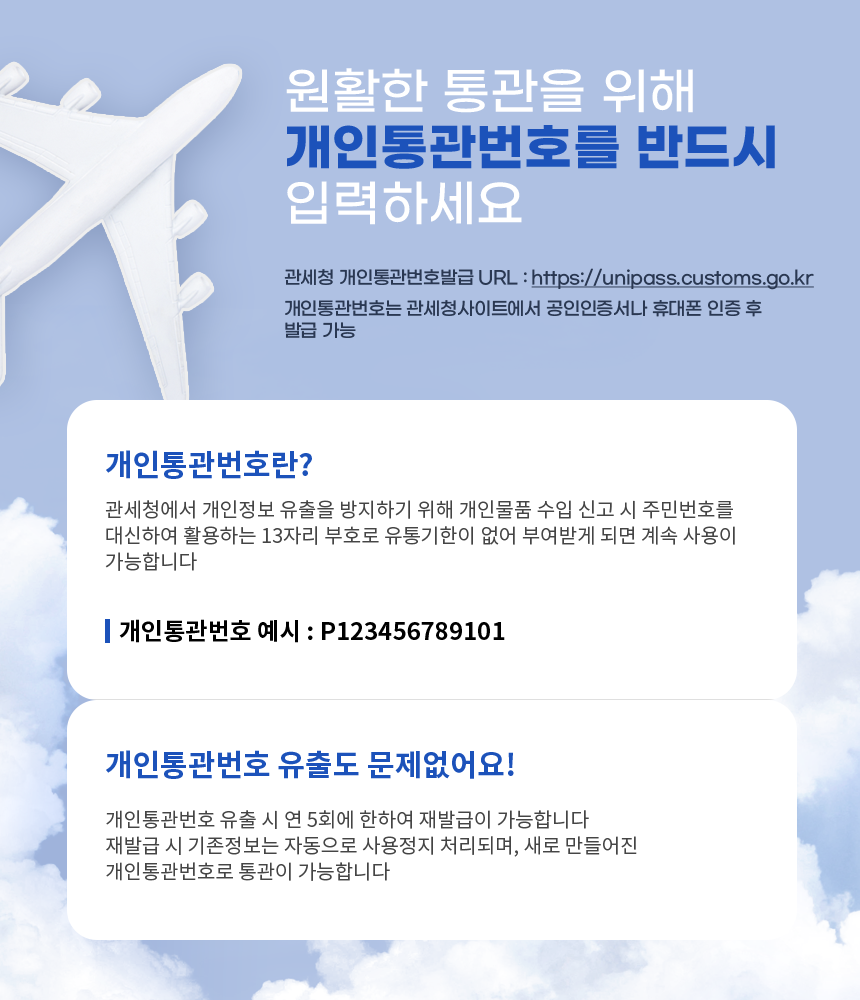 원활한 통관을 위해
개인통관번호를 반드시
입력하세요
관세청 개인통관번호발급 URL : https://unipass.customs.go.kr
개인통관번호는 관세청사이트에서 공인인증서나 휴대폰 인증 후
발급 가능
개인통관번호란?
관세청에서 개인정보 유출을 방지하기 위해 개인물품 수입 신고 시 주민번호를
대신하여 활용하는 13자리 부호로 유통기한이 없어 부여받게 되면 계속 사용이
가능합니다
개인통관번호 예시 : P123456789101
개인통관번호 유출도 문제없어요!
개인통관번호 유출 시 연 5회에 한하여 재발급이 가능합니다
재발급 시 기존정보는 자동으로 사용정지 처리되며, 새로 만들어진
개인통관번호로 통관이 가능합니다